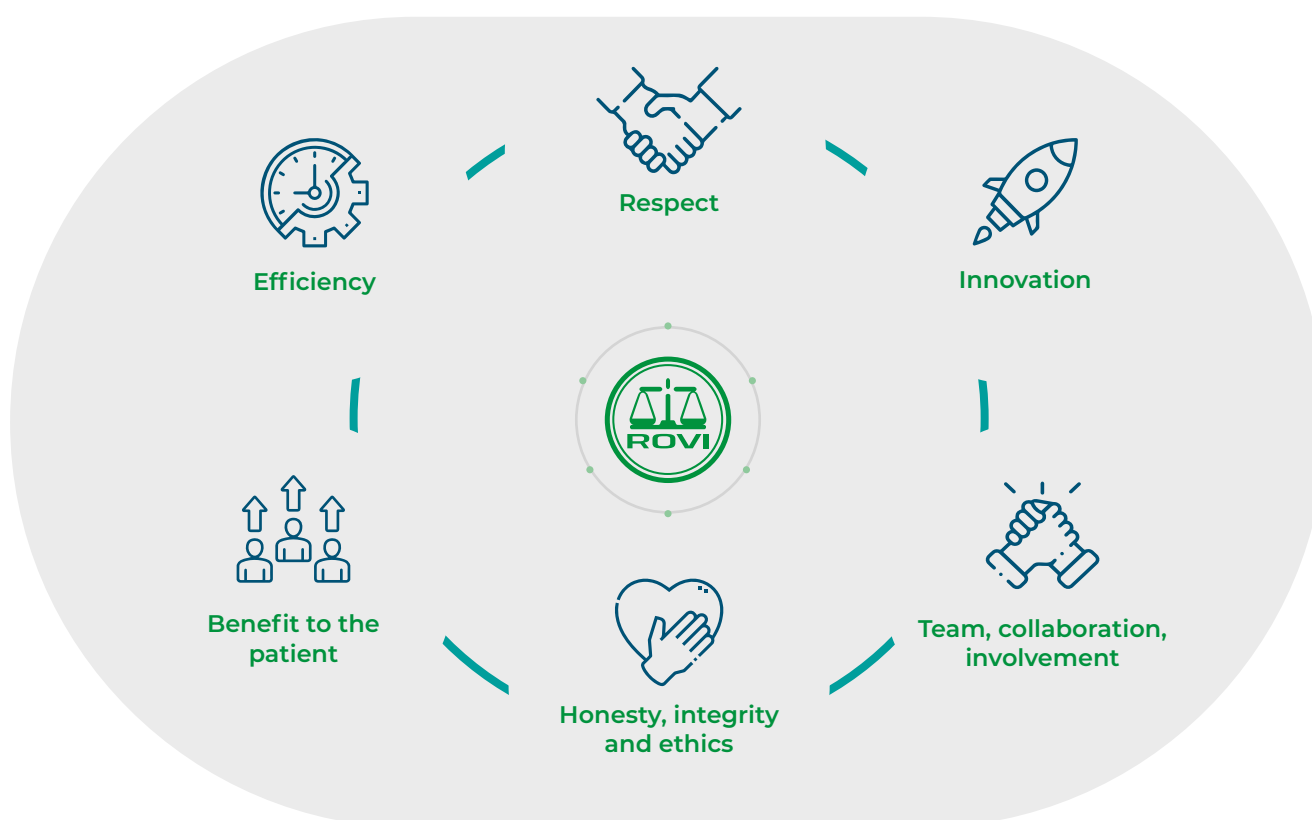 Respect
Efficiency
Innovation
ROVI
Benefit to the
patient
Team, collaboration,
involvement
Honesty, integrity
and ethics